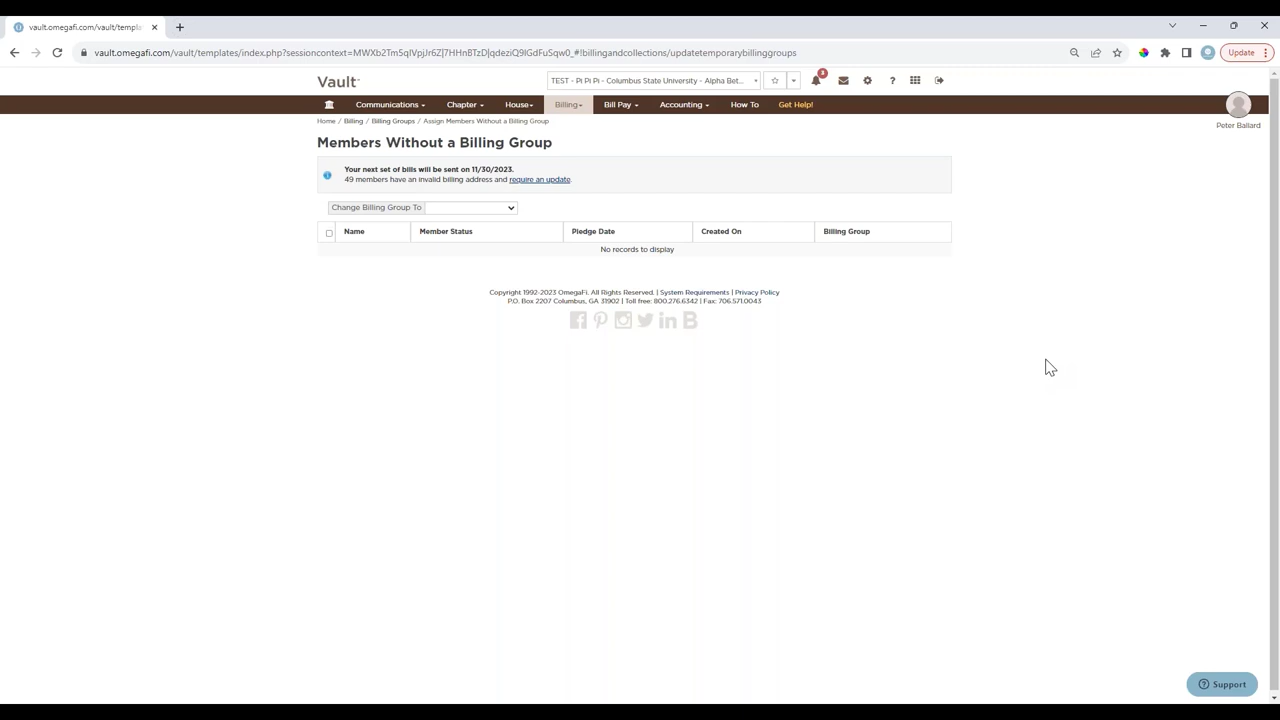 vault.omegafi.com/vault/templa
vault.omegafi.com/vault/templates/index.php?sessioncontext=MWXb2Tm5qIVpjJr6Zj7HHnBTzDJqdeziQ9lGdFuSqw0_#!billingandcollections/updatetemporarybillinggroups
Update
Vault
TEST - Pi Pi Pi - Columbus State University - Alpha Bet...
3
Communications
Chapter
House
Billing
Bill Pay
Accounting
How To
Get Help!
Peter Ballard
Home / Billing / Billing Groups / Assign Members Without a Billing Group
Members Without a Billing Group
Your next set of bills will be sent on 11/30/2023.
49 members have an invalid billing address and require an update.
Change Billing Group To
Name Member Status Pledge Date Created On Billing Group
No records to display
Copyright 1992-2023 OmegaFi. All Rights Reserved. | System Requirements | Privacy Policy
P.O. Box 2207 Columbus, GA 31902 | Toll free: 800.276.6342 | Fax: 706.571.0043
Support